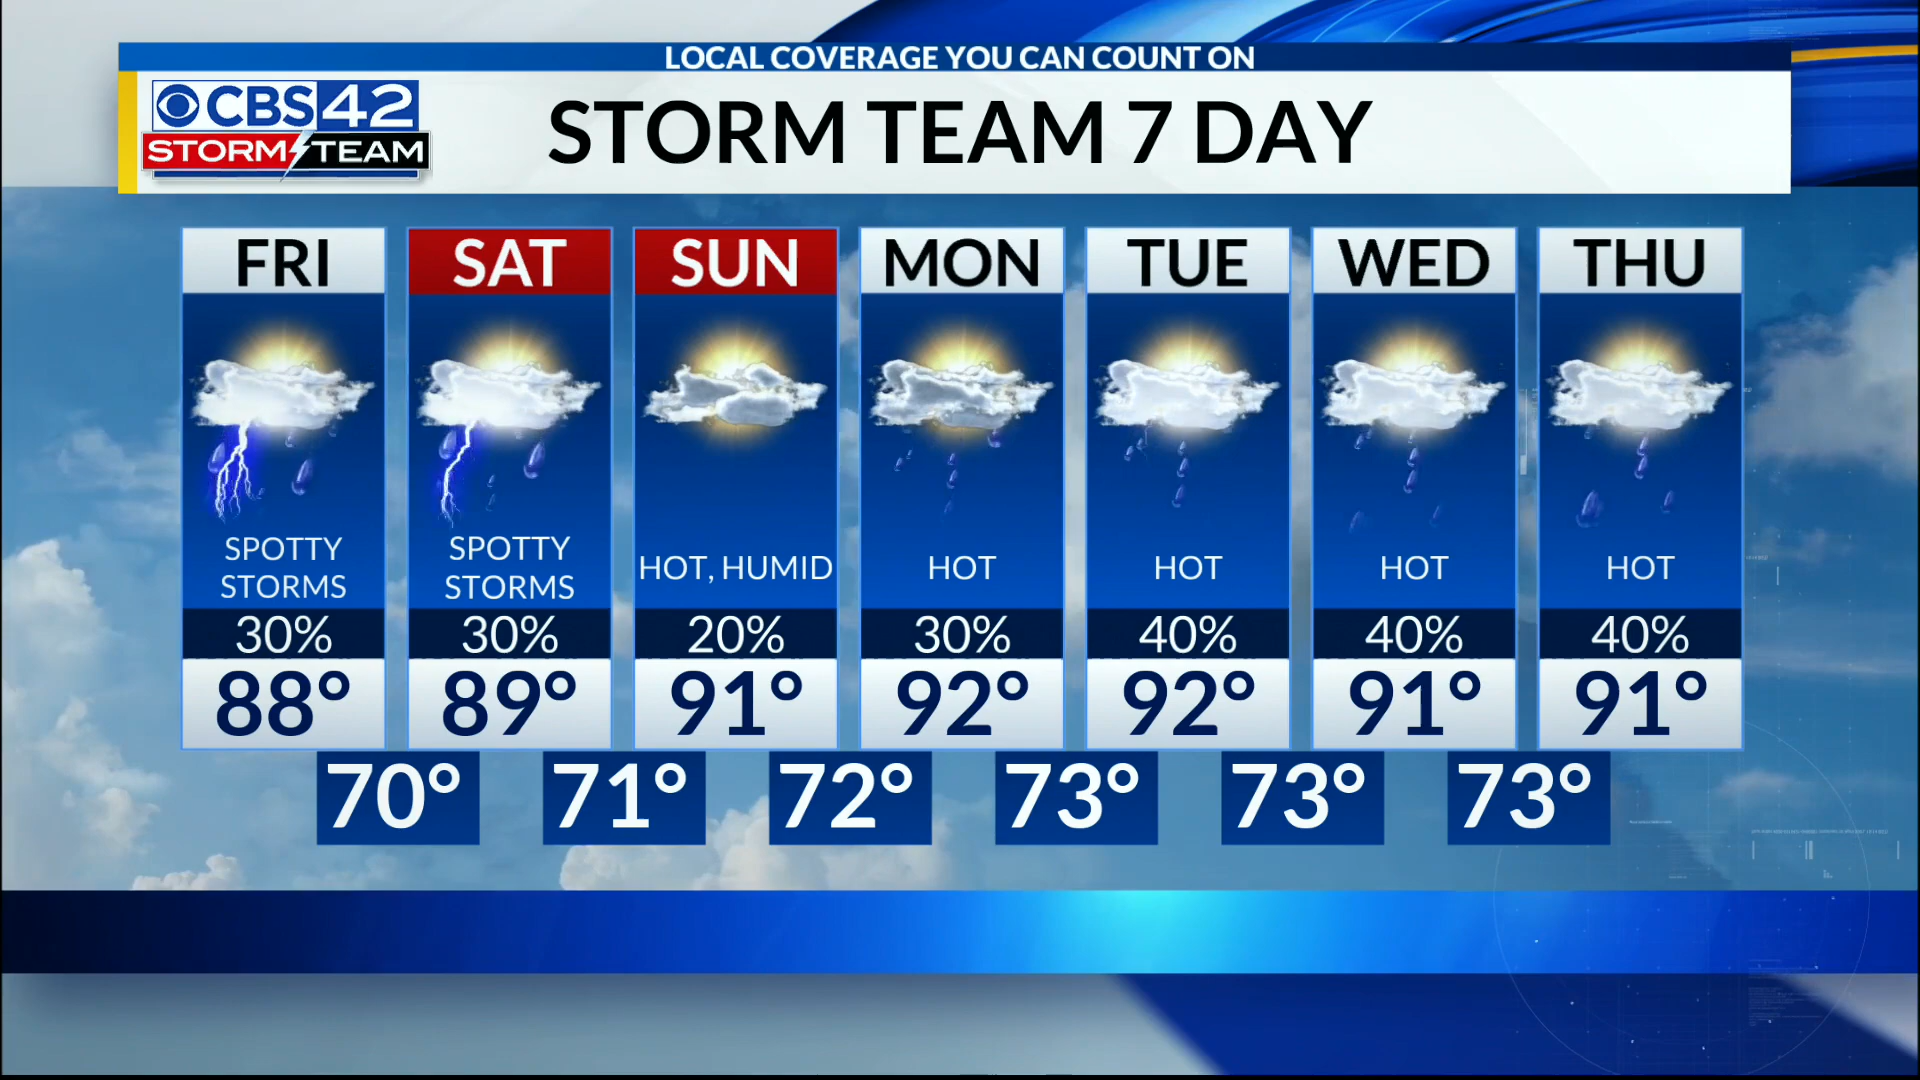 LOCAL COVERAGE YOU CAN COUNT ON
CBS 42
STORM TEAM
STORM TEAM 7 DAY
FRI SAT SUN MON TUE WED THU
SPOTTY STORMS
SPOTTY STORMS
HOT, HUMID
HOT
HOT
HOT
HOT
30% 30% 20% 30% 40% 40% 40%
88° 89° 91° 92° 92° 91° 91°
70° 71° 72° 73° 73° 73°